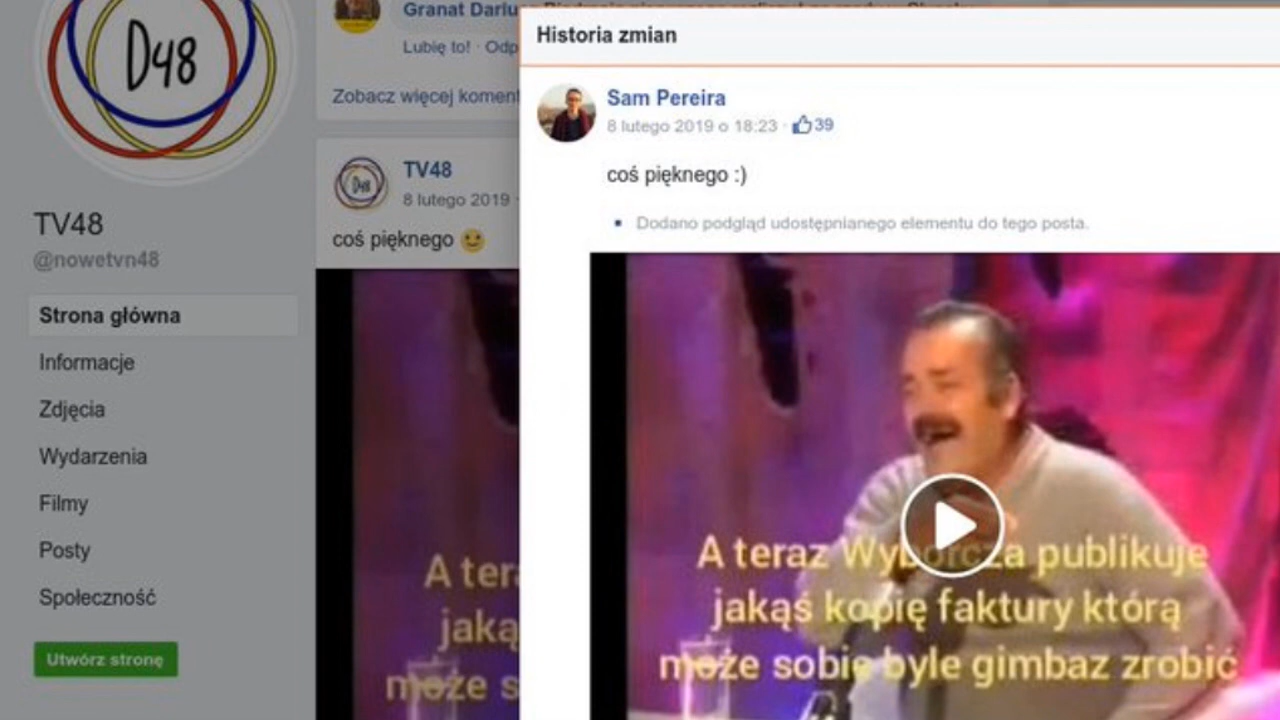 D48
TV48
@nowetvn48
Strona główna
Informacje
Zdjęcia
Wydarzenia
Filmy
Posty
Społeczność
Utwórz stronę
Granat Dariu
Lubię to! · Odp
Zobacz więcej koment
D48
TV48
8 lutego 2019 ·
coś pięknego
A tera
jaką
może s
Historia zmian
Sam Pereira
8 lutego 2019 o 18:23 · 39
coś pięknego :)
Dodano podgląd udostępnianego elementu do tego posta.
A teraz Wyborcza publikuje
jakąś kopię faktury którą
może sobie byle gimbaz zrobić